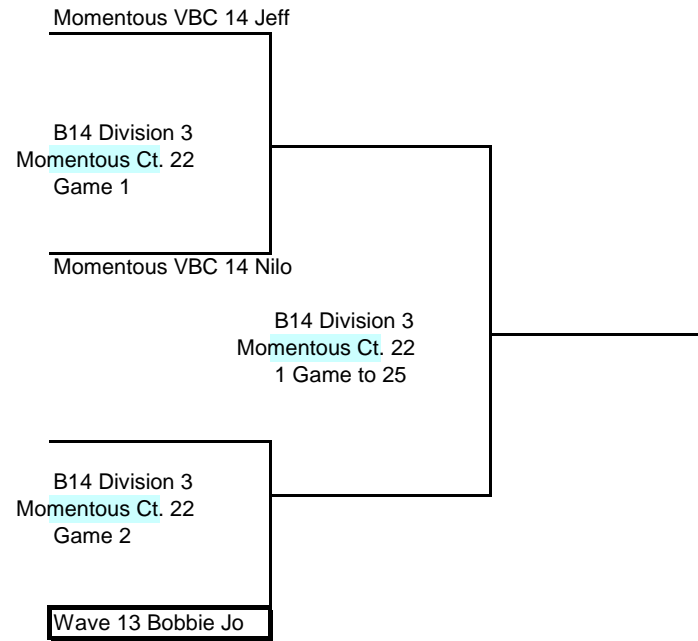 Momentous VBC 14 Jeff
B14 Division 3
Momentous Ct. 22
Game 1
Momentous VBC 14 Nilo
B14 Division 3
Momentous Ct. 22
1 Game to 25
B14 Division 3
Momentous Ct. 22
Game 2
Wave 13 Bobbie Jo